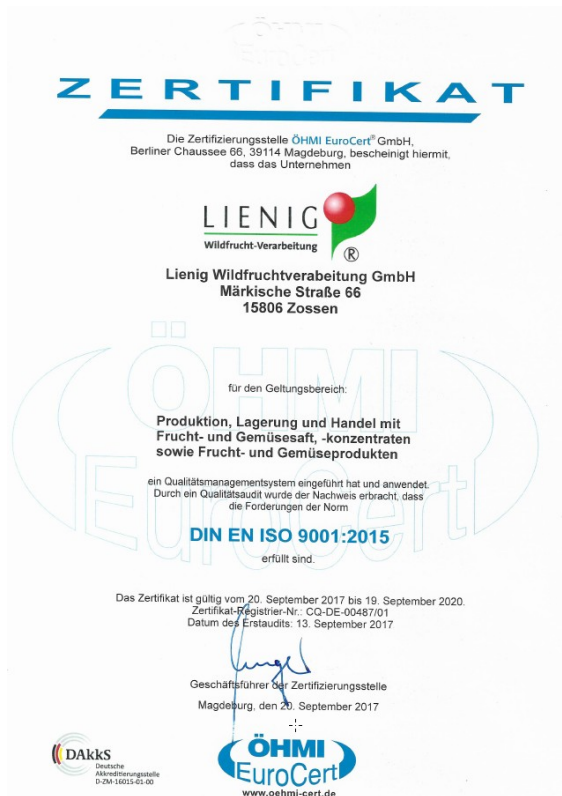 ZERTIFIKAT
Die Zertifizierungsstelle ÖHMI EuroCert® GmbH,
Berliner Chaussee 66, 39114 Magdeburg, bescheinigt hiermit,
dass das Unternehmen
LIENIG
Wildfrucht-Verarbeitung
®
Lienig Wildfruchtverabeitung GmbH
Märkische Straße 66
15806 Zossen
für den Geltungsbereich:
Produktion, Lagerung und Handel mit
Frucht- und Gemüsesaft, -konzentraten
sowie Frucht- und Gemüseprodukten
ein Qualitätsmanagementsystem eingeführt hat und anwendet.
Durch ein Qualitätsaudit wurde der Nachweis erbracht, dass
die Forderungen der Norm
DIN EN ISO 9001:2015
erfüllt sind.
Das Zertifikat ist gültig vom 20. September 2017 bis 19. September 2020.
Zertifikat-Registrier-Nr.: CQ-DE-00487/01
Datum des Erstaudits: 13. September 2017
Geschäftsführer der Zertifizierungsstelle
Magdeburg, den 20. September 2017
DAkkS
Deutsche
Akkreditierungsstelle
D-ZM-16015-01-00
ÖHMI
EuroCert
www.oehmi-cert.de
ÖHMI
EuroCert